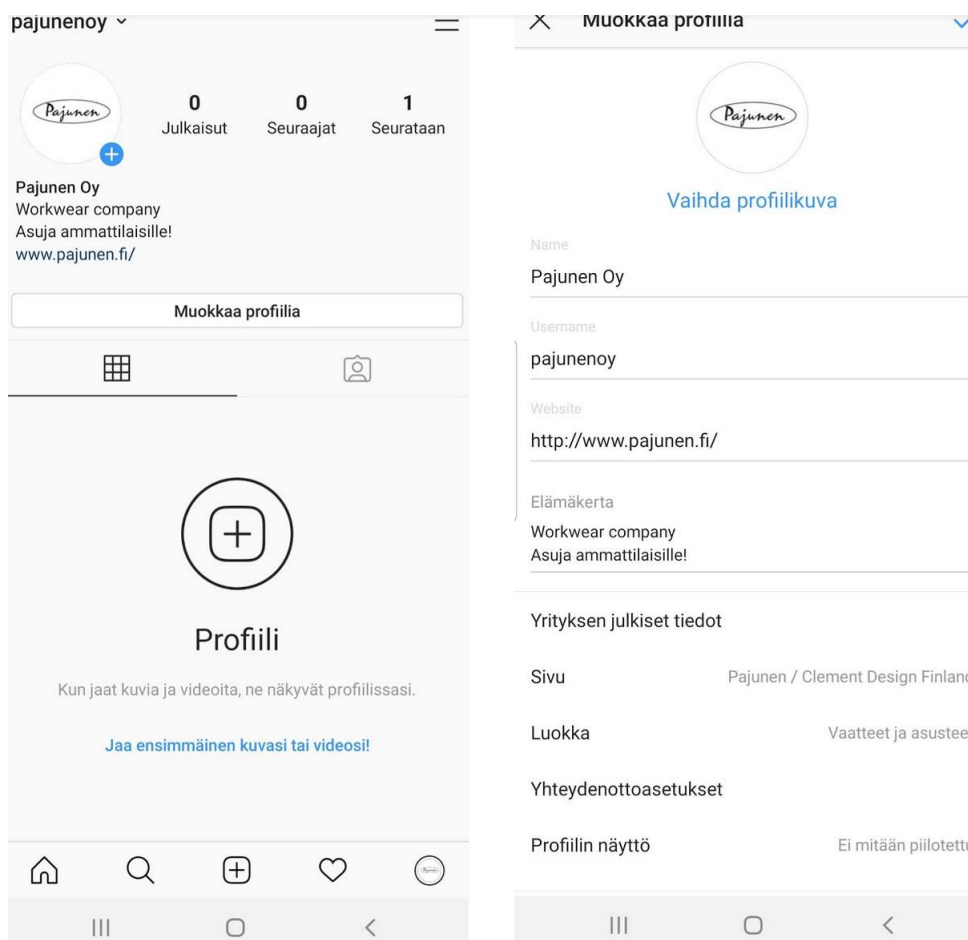 pajunenoy
Pajunen
0
0
1
Julkaisut
Seuraajat
Seurataan
Pajunen Oy
Workwear company
Asuja ammattilaisille!
www.pajunen.fi/
Muokkaa profiilia
Profiili
Kun jaat kuvia ja videoita, ne näkyvät profiilissasi.
Jaa ensimmäinen kuvasi tai videosi!
Muokkaa profiilia
Pajunen
Vaihda profiilikuva
Name
Pajunen Oy
Username
pajunenoy
Website
http://www.pajunen.fi/
Elämäkerta
Workwear company
Asuja ammattilaisille!
Yrityksen julkiset tiedot
Sivu
Pajunen / Clement Design Finland
Luokka
Vaatteet ja asustee
Yhteydenottoasetukset
Profiilin näyttö
Ei mitään piilotettu